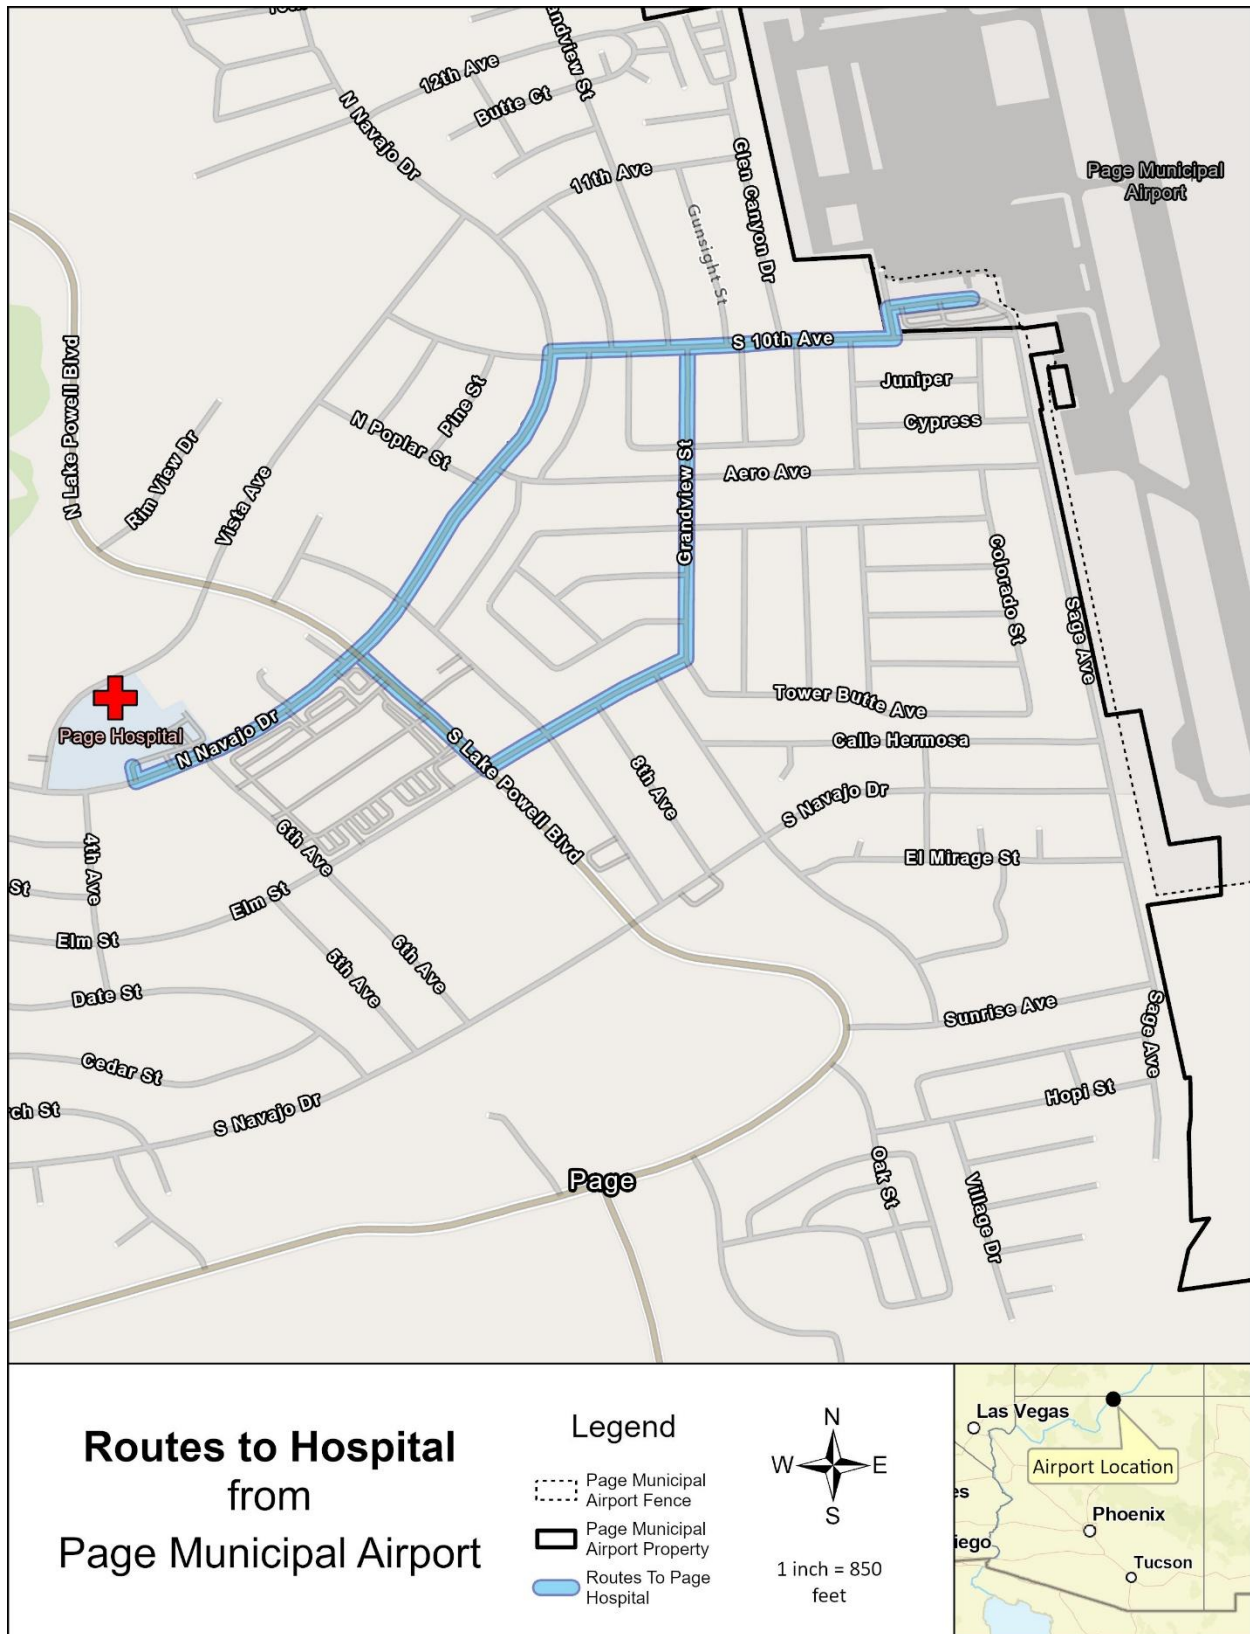 12th Ave
Butte Ct
N Navajo Dr
11th Ave
Glen Canyon Dr
Gunsight St
Page Municipal
Airport
S 10th Ave
Juniper
Cypress
Pine St
N Poplar St
N Lake Powell Blvd
Rim View Dr
Vista Ave
Aero Ave
Grandview St
Colorado St
Sage Ave
Page Hospital
N Navajo Dr
S Lake Powell Blvd
Tower Butte Ave
Calle Hermosa
8th Ave
S Navajo Dr
El Mirage St
4th Ave
6th Ave
St
Elm St
Elm St
5th Ave
6th Ave
Date St
Sunrise Ave
Sage Ave
Cedar St
Hopi St
rch St
S Navajo Dr
Page
Oak St
Village Dr
Routes to Hospital
from
Page Municipal Airport
Legend
Page Municipal
Airport Fence
Page Municipal
Airport Property
Routes To Page
Hospital
N
W
E
S
1 inch = 850
feet
Las Vegas
Airport Location
es
Phoenix
iego
Tucson